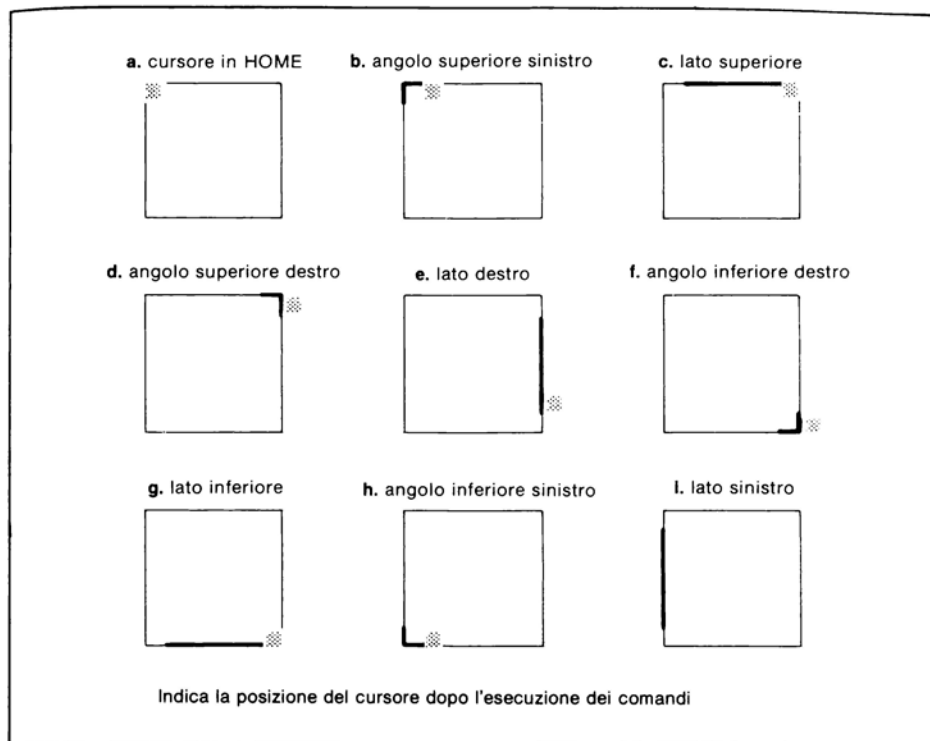 a. cursore in HOME
b. angolo superiore sinistro
c. lato superiore
d. angolo superiore destro
e. lato destro
f. angolo inferiore destro
g. lato inferiore
h. angolo inferiore sinistro
I. lato sinistro
Indica la posizione del cursore dopo l'esecuzione dei comandi